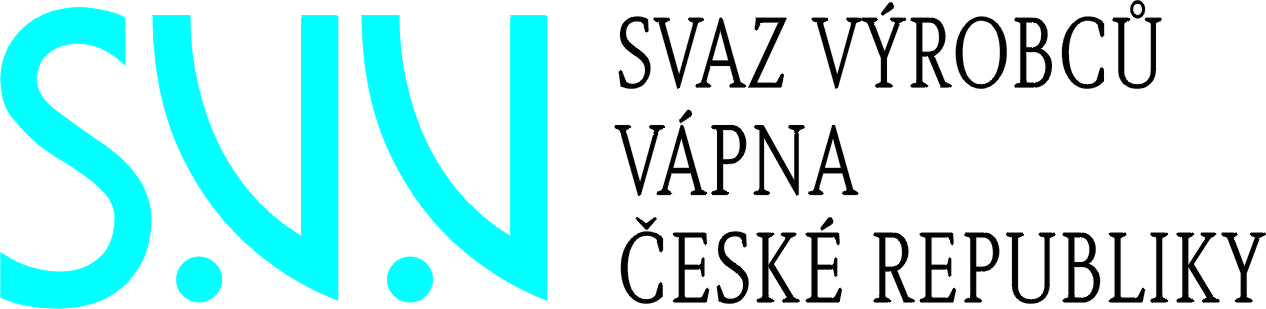 S.V.V
SVAZ VÝROBCŮ
VÁPNA
ČESKÉ REPUBLIKY